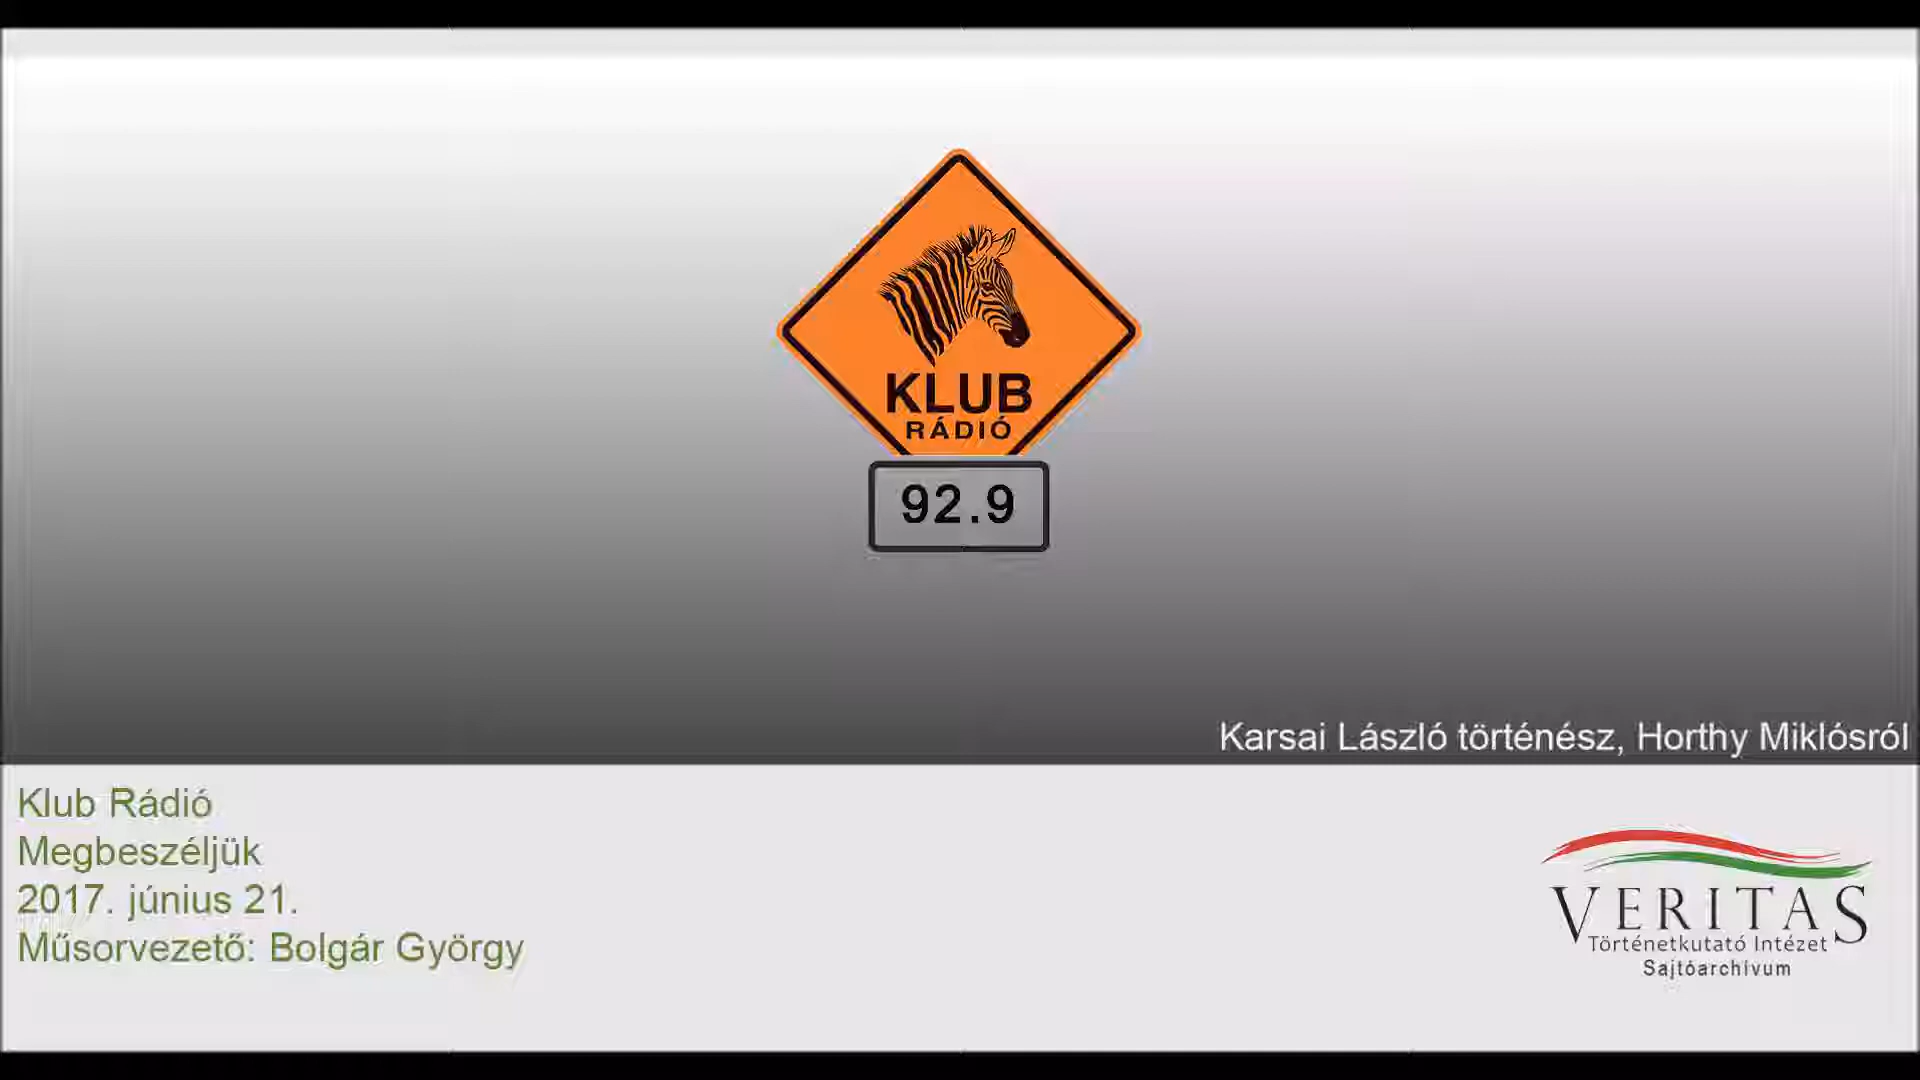 KLUB
RÁDIÓ
92.9
Karsai László történész, Horthy Miklósról
Klub Rádió
Megbeszéljük
2017. június 21.
Műsorvezető: Bolgár György
VERITAS
Történetkutató Intézet
Sajtóarchívum